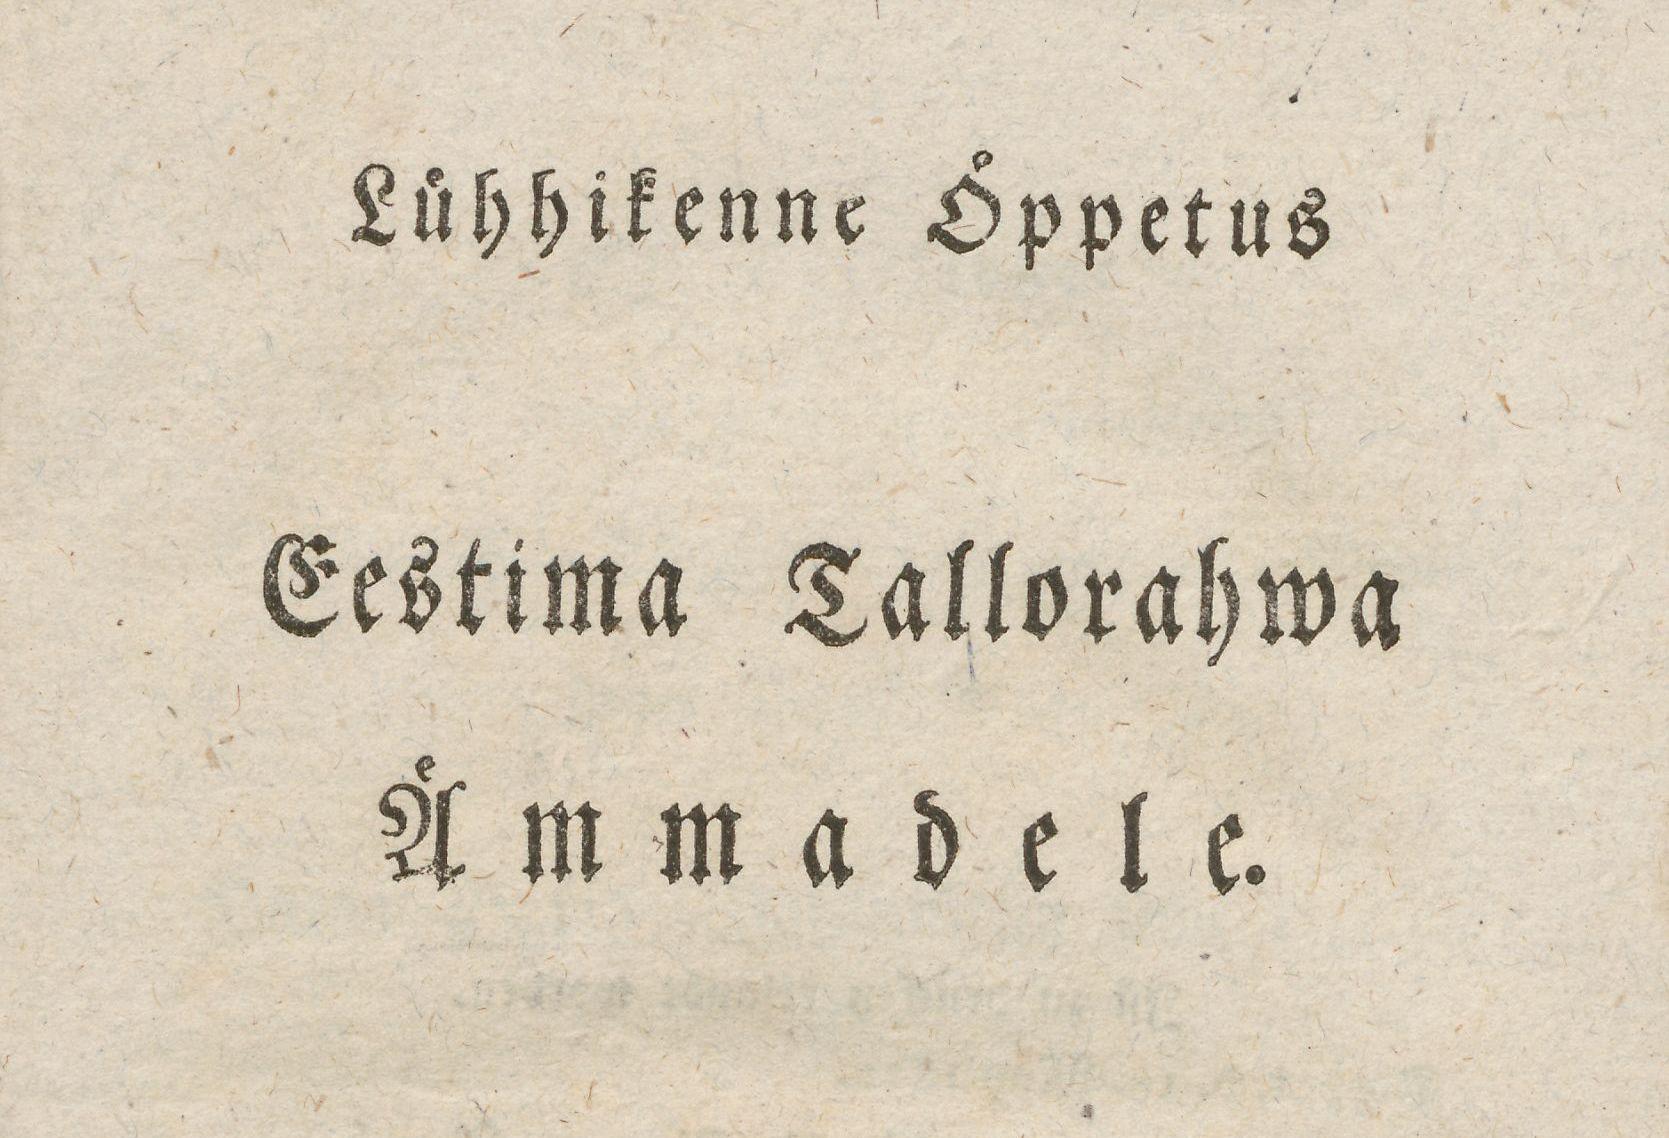 Lühhikenne Öppetus
Eestima Tallorahwa
Ämmadele.